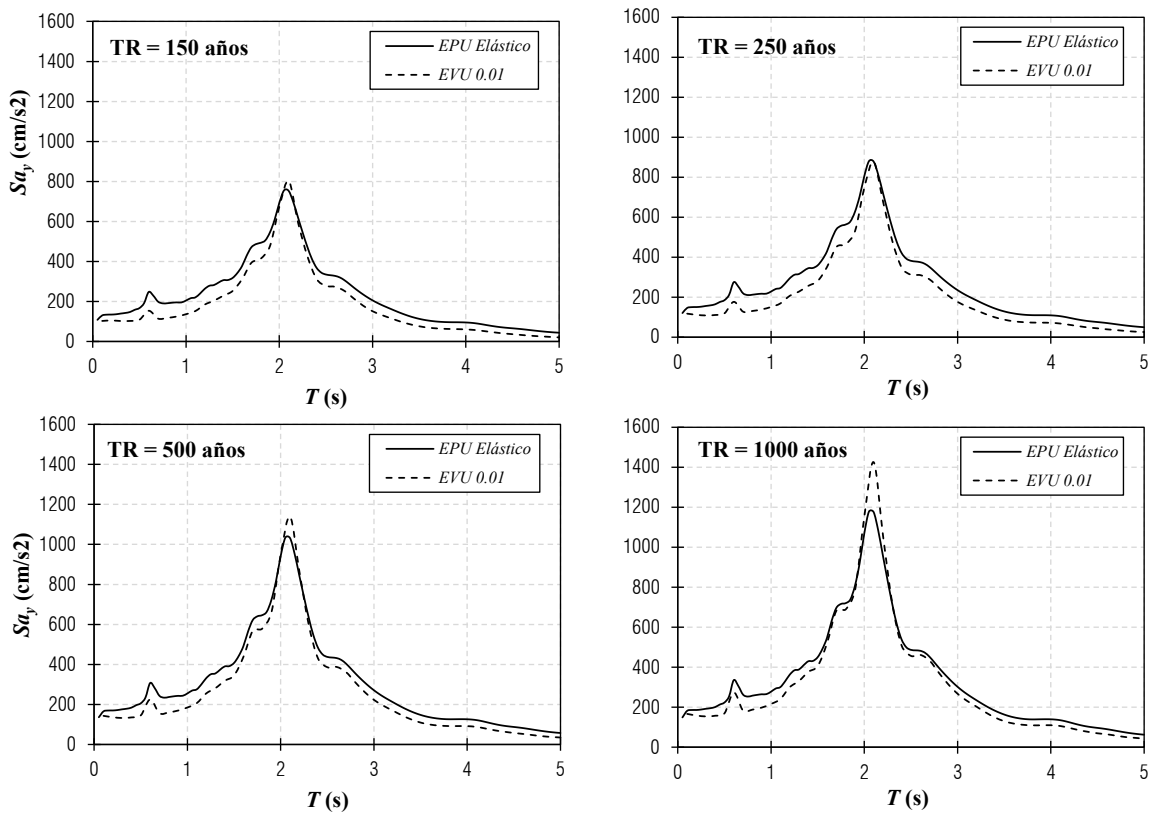 TR = 150 años
EPU Elástico
EVU 0.01
1600
1400
1200
1000
800
600
400
200
0
Sa_y (cm/s2)
0 1 2 3 4 5
T (s)
TR = 250 años
EPU Elástico
EVU 0.01
1600
1400
1200
1000
800
600
400
200
0
0 1 2 3 4 5
T (s)
TR = 500 años
EPU Elástico
EVU 0.01
1600
1400
1200
1000
800
600
400
200
0
Sa_y (cm/s2)
0 1 2 3 4 5
T (s)
TR = 1000 años
EPU Elástico
EVU 0.01
1600
1400
1200
1000
800
600
400
200
0
0 1 2 3 4 5
T (s)